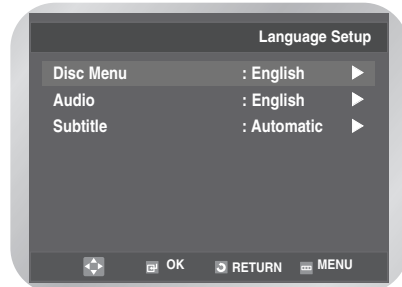 Language Setup
Disc Menu : English
Audio : English
Subtitle : Automatic
OK RETURN MENU